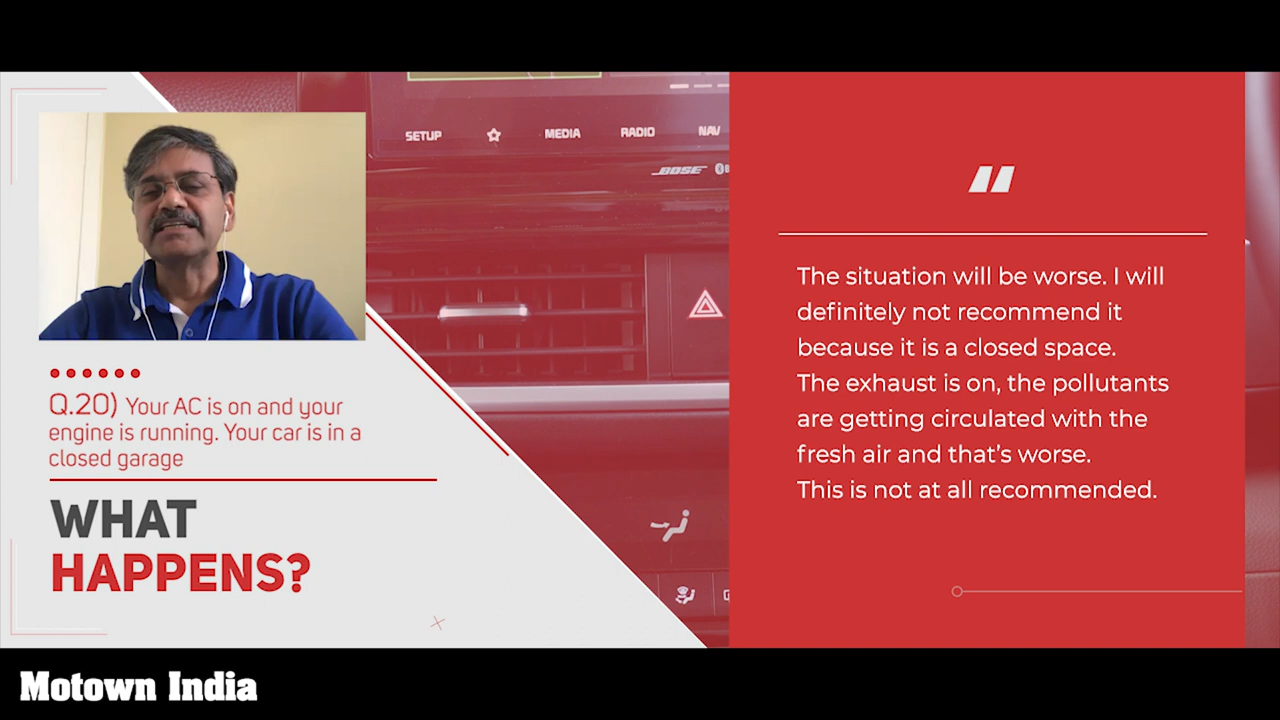 SETUP
MEDIA
RADIO
NAV
BOSE
Q.20) Your AC is on and your
engine is running. Your car is in a
closed garage
WHAT
HAPPENS?
The situation will be worse. I will
definitely not recommend it
because it is a closed space.
The exhaust is on, the pollutants
are getting circulated with the
fresh air and that's worse.
This is not at all recommended.
Motown India